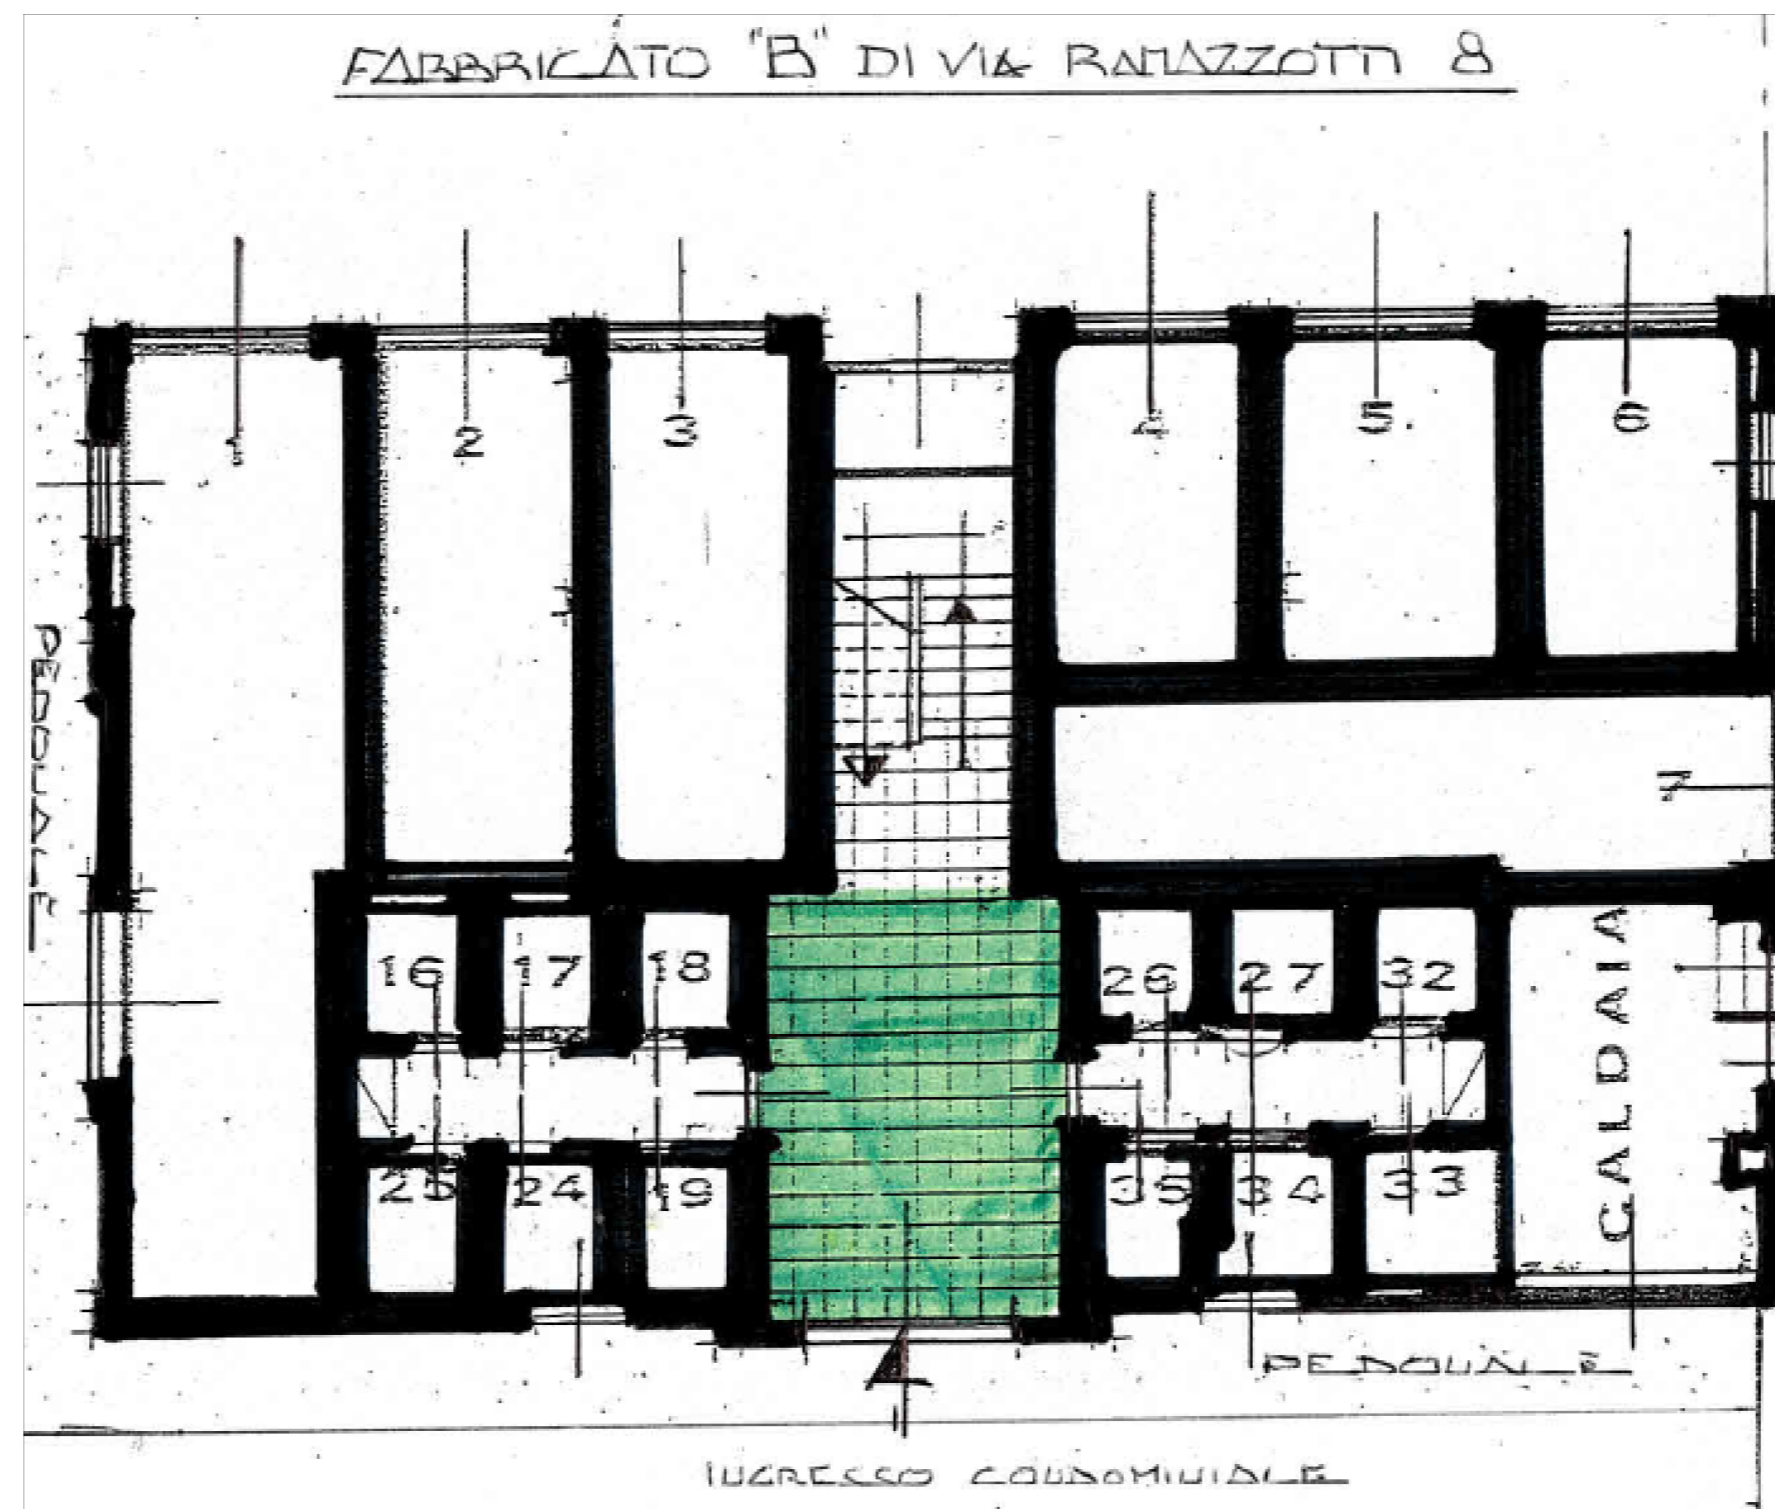 FABBRICATO "B" DI VIA RAMAZZOTTI 8
1
2
3
4
5
6
PEDONALE
7
16 17 18
26 27 32
CALDAIA
25 24 19
35 34 33
PEDONALE
INGRESSO CONDOMINIALE